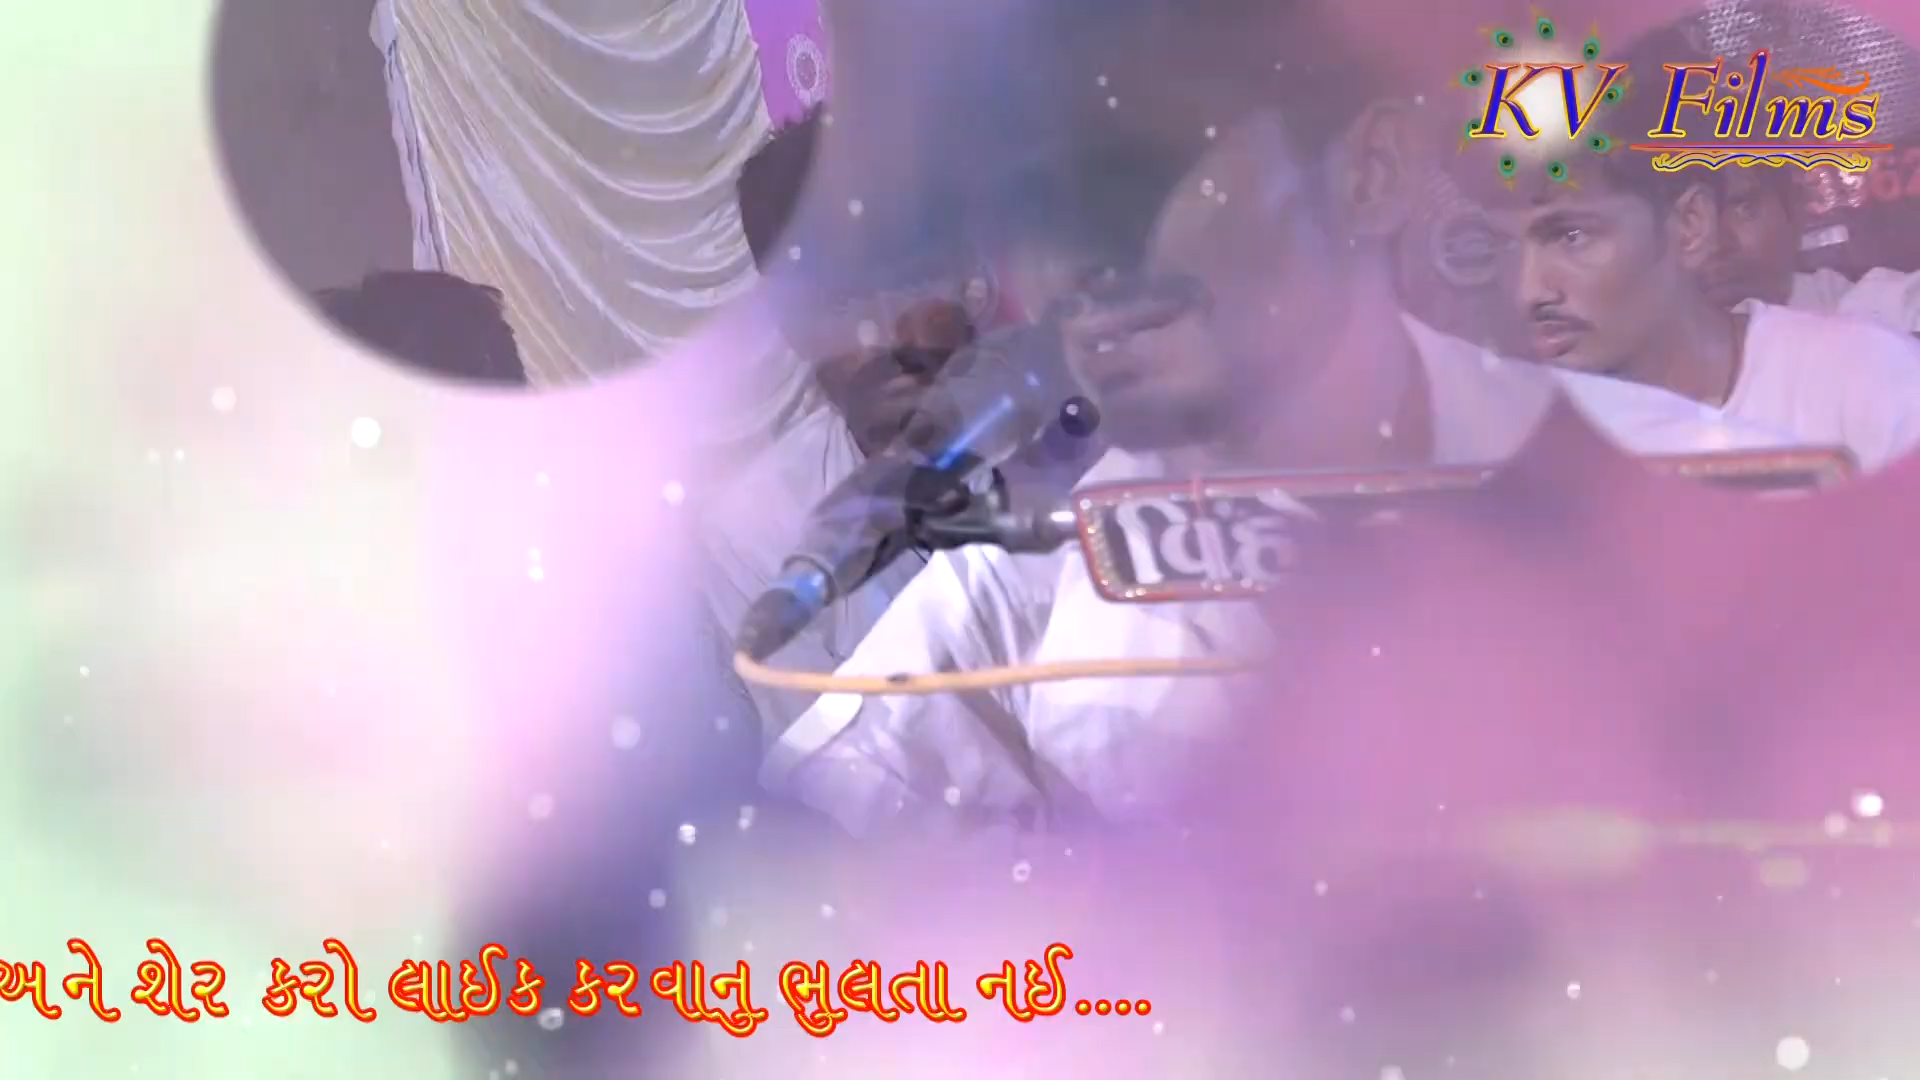 KV Films
અને શેર કરો લાઈક કરવાનુ ભુલતા નઈ....